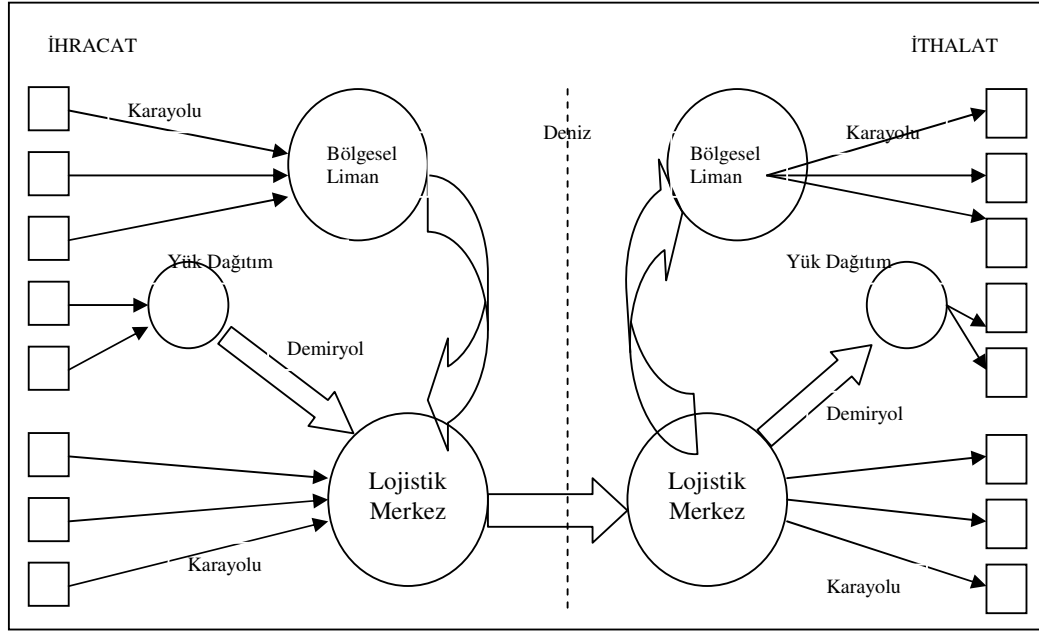 İHRACAT
İTHALAT
Karayolu
Deniz
Karayolu
Bölgesel
Liman
Bölgesel
Liman
Yük Dağıtım
Yük Dağıtım
Demiryol
Demiryol
Lojistik
Merkez
Lojistik
Merkez
Karayolu
Karayolu